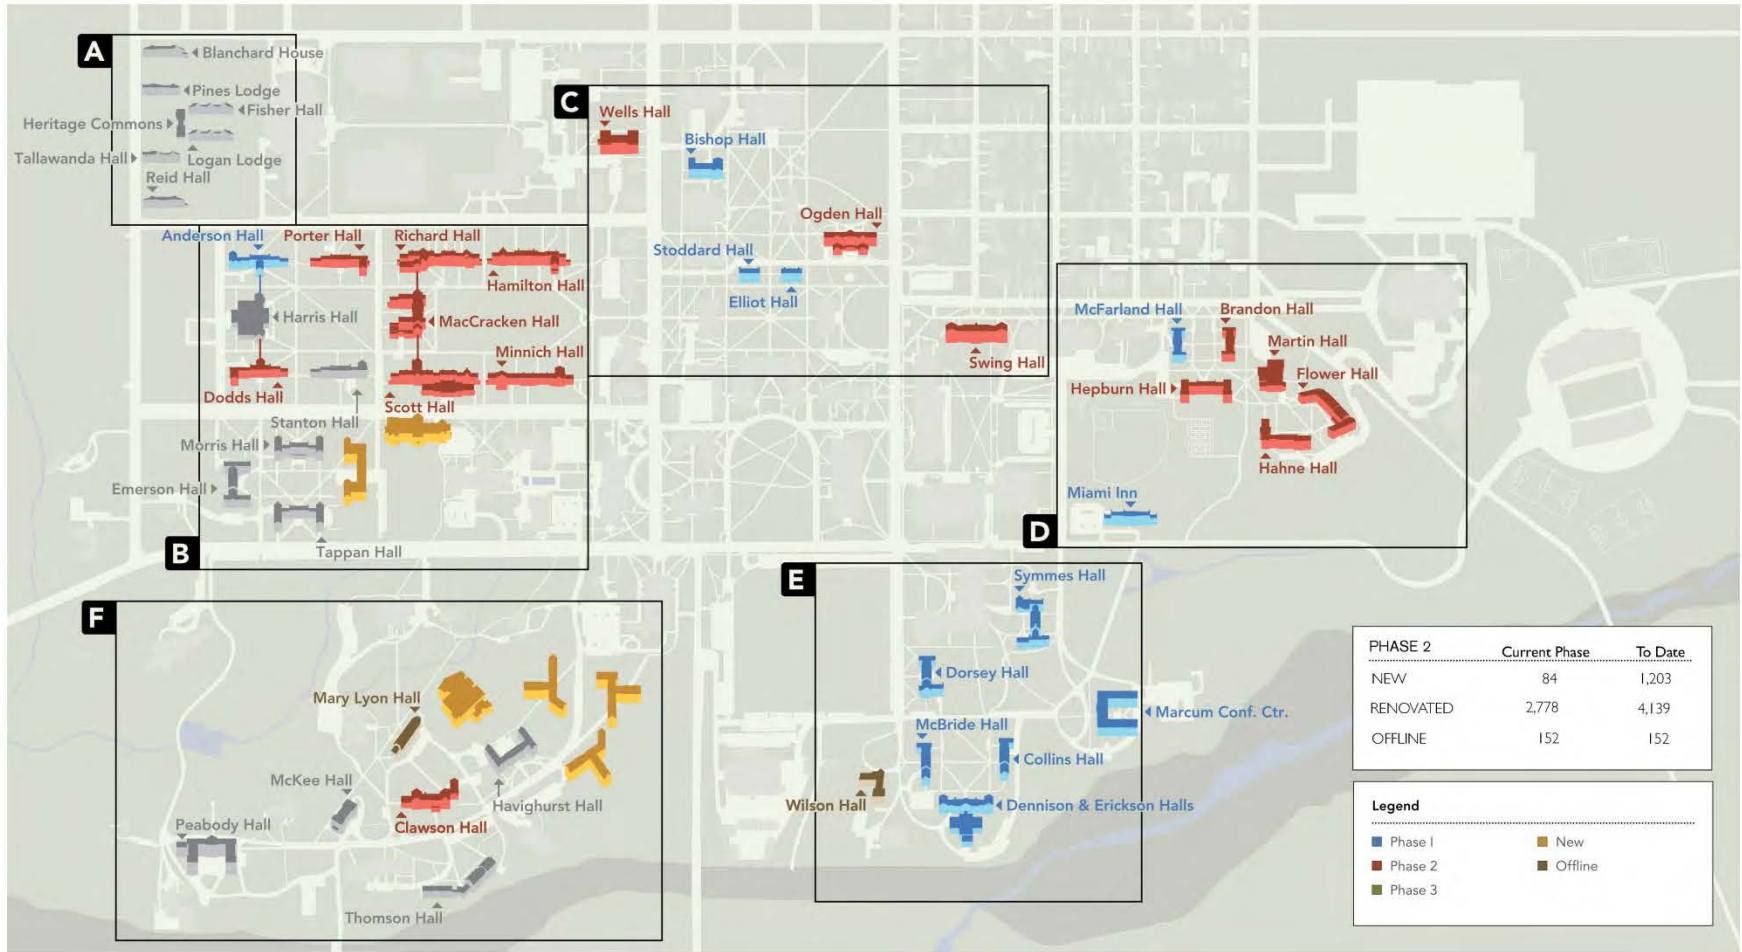 A
Blanchard House
Pines Lodge
Fisher Hall
Heritage Commons
Tallawanda Hall
Logan Lodge
Reid Hall
C
Wells Hall
Bishop Hall
Ogden Hall
Stoddard Hall
Elliot Hall
Swing Hall
Anderson Hall
Porter Hall
Richard Hall
Hamilton Hall
Harris Hall
MacCracken Hall
Minnich Hall
Dodds Hall
Scott Hall
Stanton Hall
Morris Hall
Emerson Hall
Tappan Hall
B
McFarland Hall
Brandon Hall
Martin Hall
Hepburn Hall
Flower Hall
Hahne Hall
Miami Inn
D
E
Symmes Hall
Dorsey Hall
McBride Hall
Marcum Conf. Ctr.
Collins Hall
Wilson Hall
Dennison & Erickson Halls
F
Mary Lyon Hall
McKee Hall
Havighurst Hall
Peabody Hall
Clawson Hall
Thomson Hall
PHASE 2 Current Phase To Date
NEW 84 1,203
RENOVATED 2,778 4,139
OFFLINE 152 152
Legend
Phase I New
Phase 2 Offline
Phase 3